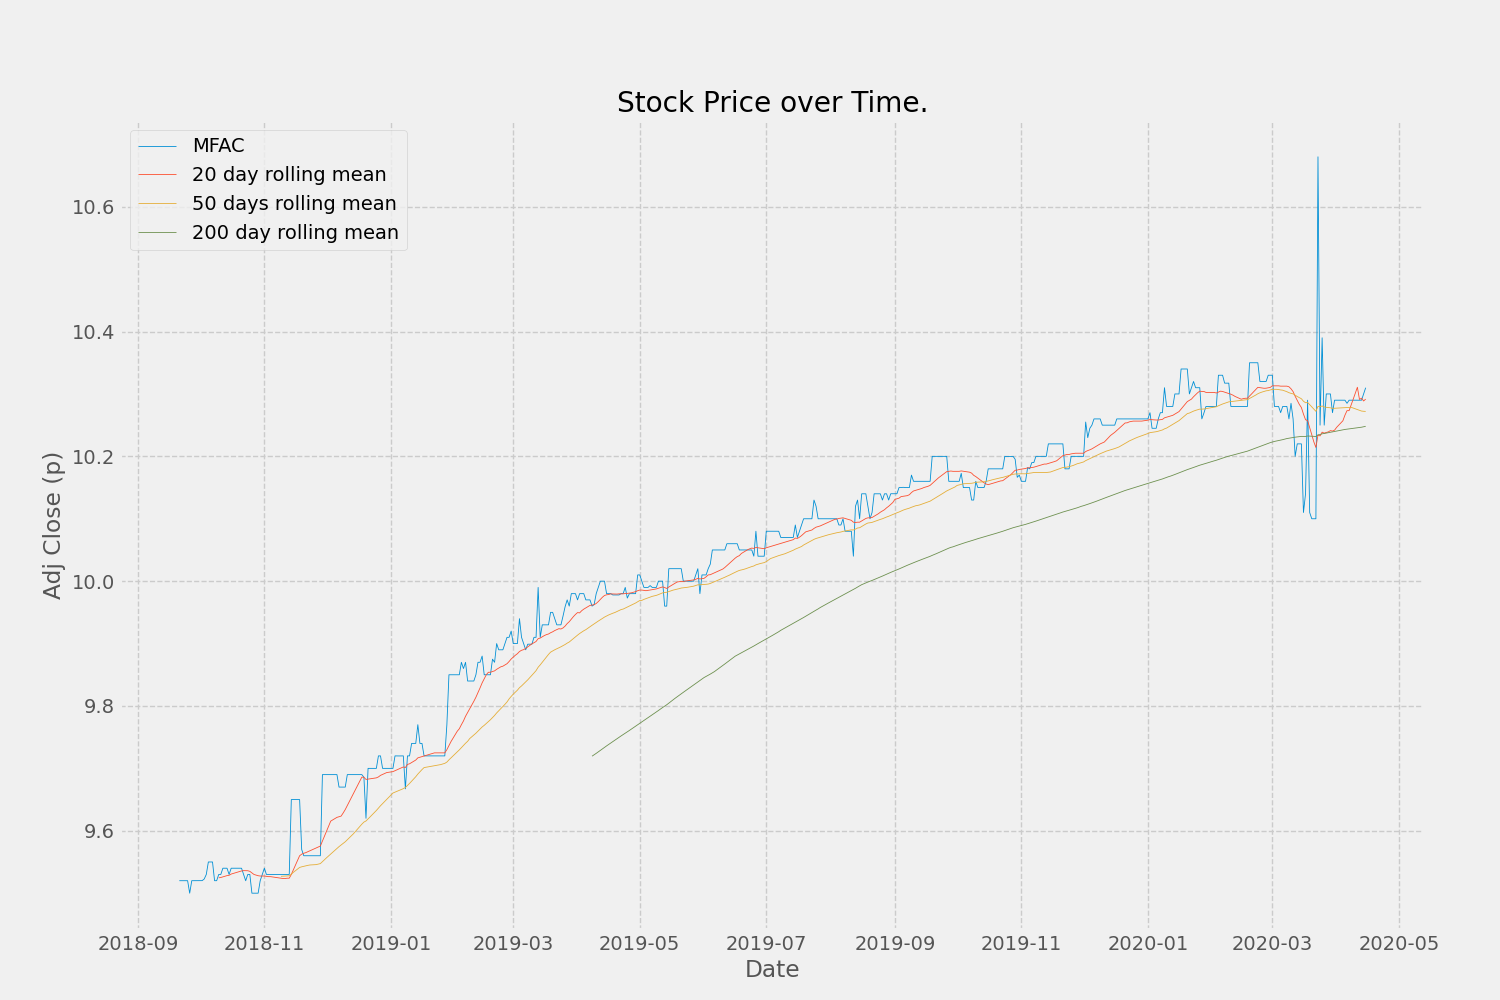 Stock Price over Time.
MFAC
20 day rolling mean
50 days rolling mean
200 day rolling mean
10.6
10.4
10.2
10.0
9.8
9.6
Adj Close (p)
2018-09 2018-11 2019-01 2019-03 2019-05 2019-07 2019-09 2019-11 2020-01 2020-03 2020-05
Date